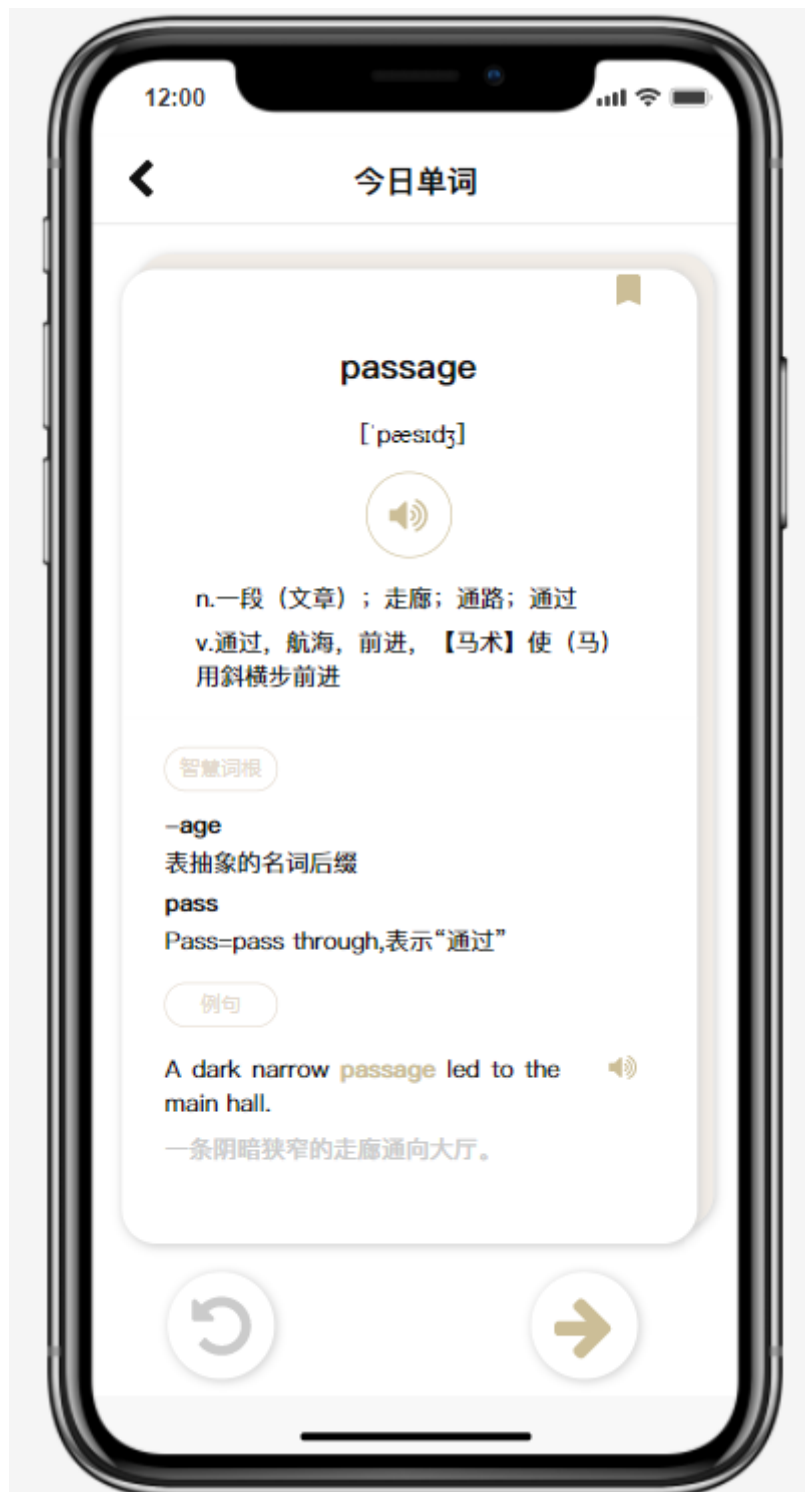 12:00
今日单词
passage
[ˈpæsɪdʒ]
n.一段（文章）；走廊；通路；通过
v.通过，航海，前进，【马术】使（马）
用斜横步前进
智慧词根
–age
表抽象的名词后缀
pass
Pass=pass through,表示“通过”
例句
A dark narrow passage led to the
main hall.
一条阴暗狭窄的走廊通向大厅。